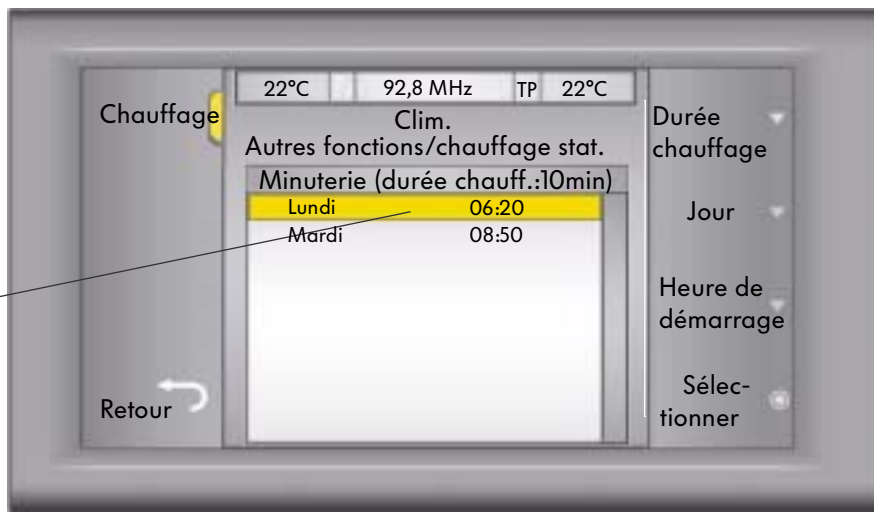 22°C 92,8 MHz TP 22°C
Chauffage
Clim.
Autres fonctions/chauffage stat.
Minuterie (durée chauff.:10min)
Lundi 06:20
Mardi 08:50
Retour
Durée
chauffage
Jour
Heure de
démarrage
Sélec-
tionner